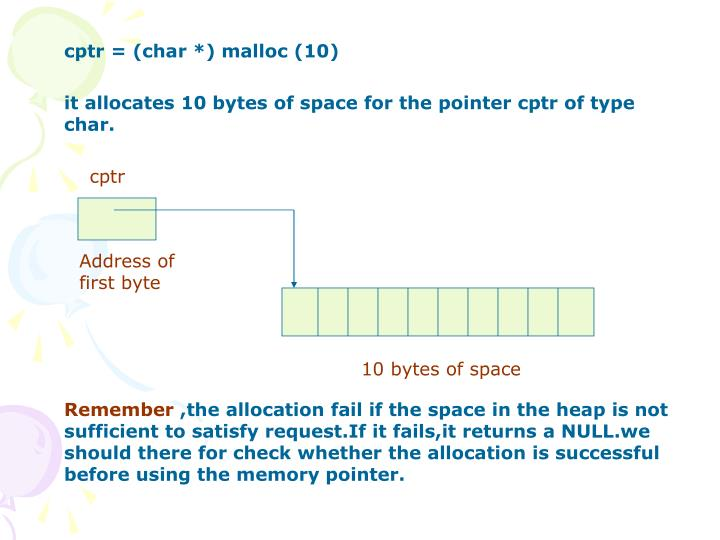 cptr = (char *) malloc (10)
it allocates 10 bytes of space for the pointer cptr of type
char.
cptr
Address of
first byte
10 bytes of space
Remember ,the allocation fail if the space in the heap is not
sufficient to satisfy request.If it fails,it returns a NULL.we
should there for check whether the allocation is successful
before using the memory pointer.